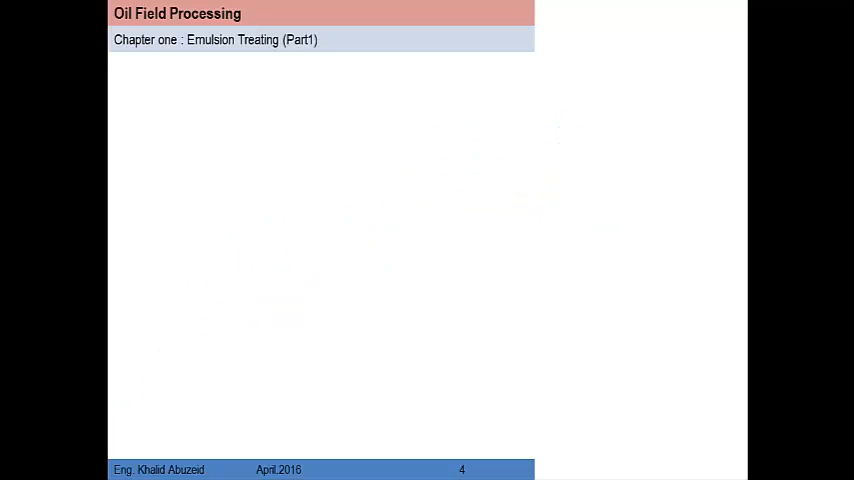 Oil Field Processing
Chapter one : Emulsion Treating (Part1)
Eng. Khalid Abuzeid April.2016 4